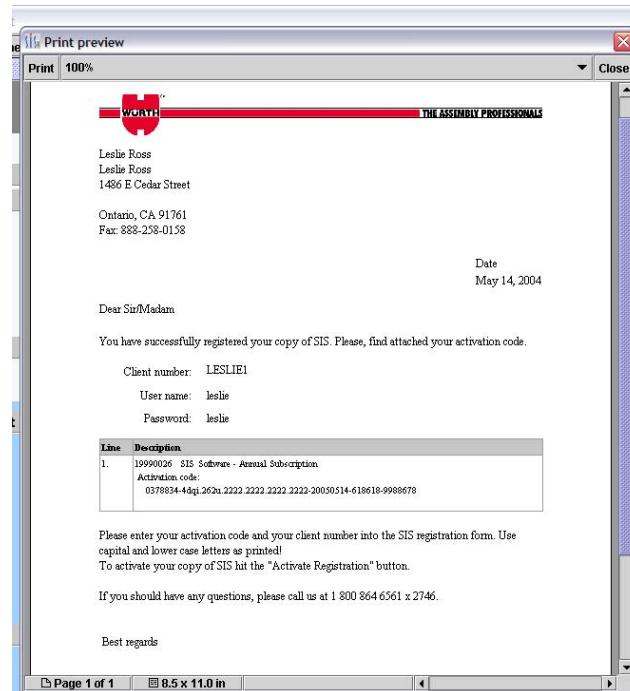 Print preview
Print 100% Close
WÜRTH THE ASSEMBLY PROFESSIONALS
Leslie Ross
Leslie Ross
1486 E Cedar Street
Ontario, CA 91761
Fax: 888-258-0158
Date
May 14, 2004
Dear Sir/Madam
You have successfully registered your copy of SIS. Please, find attached your activation code.
Client number: LESLIE1
User name: leslie
Password: leslie
Line Description
1. 19990026 SIS Software - Annual Subscription
Activation code:
0378834-4dqi.262u.2222.2222.2222.2222-20050514-618618-9988678
Please enter your activation code and your client number into the SIS registration form. Use
capital and lower case letters as printed!
To activate your copy of SIS hit the "Activate Registration" button.
If you should have any questions, please call us at 1 800 864 6561 x 2746.
Best regards
Page 1 of 1 8.5 x 11.0 in